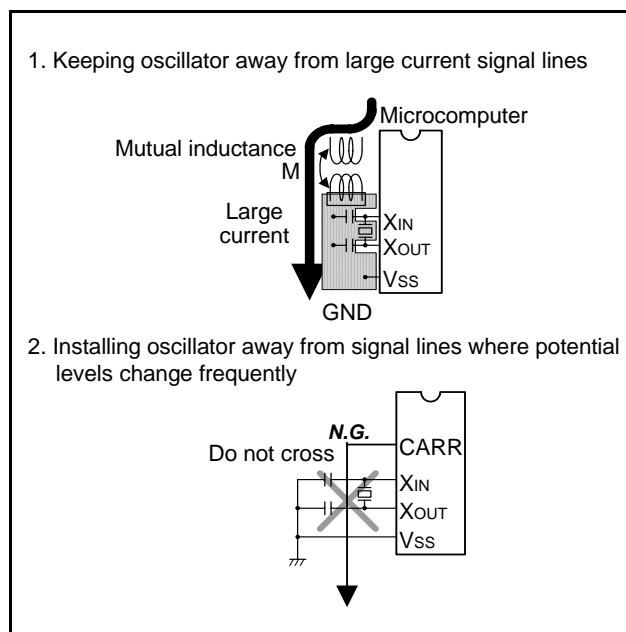 1. Keeping oscillator away from large current signal lines
Microcomputer
Mutual inductance
M
Large
current
XIN
XOUT
VSS
GND
2. Installing oscillator away from signal lines where potential
levels change frequently
N.G.
Do not cross
CARR
XIN
XOUT
VSS